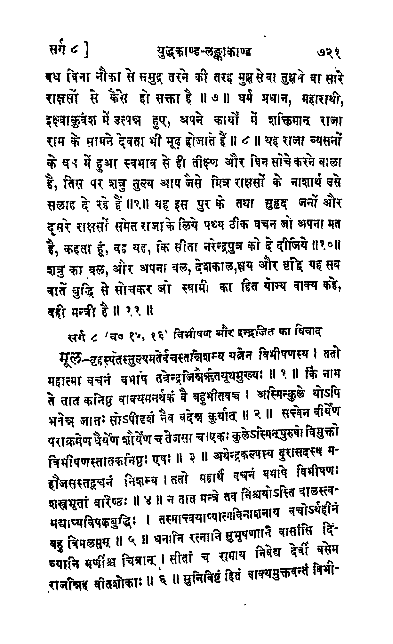 सर्ग ८ ] युद्धकाण्ड-लङ्काकाण्ड ७२१
बध विना नौका से समुद्र तरने की तरह मुझसे वा तुझसे वा सारे
राक्षसों से कैसे हो सक्ता है ॥ ७॥ धर्म प्रधान, महारथी,
इक्ष्वाकुवंश में उत्पन्न हुए, अपने कार्यों में शक्तिमान राजा
राम के सामने देवता भी मूढ़ होजाते हैं ॥ ८॥ यह राजा व्यसनों
के वश में हुआ स्वभाव से ही तीक्ष्ण और बिन सोचे करने वाला
है, तिस पर शत्रु तुल्य आप जैसे मित्र राक्षसों के नाशार्थ उसे
सलाह दे रहे हैं॥९॥ यह इस पुर के तथा सुहृद् जनों और
दूसरे राक्षसों समेत राजा के लिये पथ्य ठीक वचन जो अपना मत
है, कहता हूं, वह यह, कि सीता नरेन्द्रपुत्र को दे दीजिये ॥१०॥
शत्रु का बल, और अपना बल, देशकाल, क्षय और वृद्धि यह सब
बातें बुद्धि से सोचकर जो स्वामी का हित योग्य वाक्य कहे,
वही मन्त्री है ॥ ११ ॥
सर्ग ८ (व० १५, १६) विभीषण और इन्द्रजित का विवाद
मूल-बृहस्पतेस्तुल्यमतेर्वचस्तन्निशम्य यत्नेन विभीषणस्य । ततो
महात्मा वचनं बभाषे तत्रेन्द्रजिन्नैर्ऋतयूथमुख्यः ॥ १ ॥ किं नाम
ते तात कनिष्ठ वाक्यमनर्थकं वै बहुभीतवच । अस्मिन्कुले योऽपि
भवेन्न जातः सोऽपीदृशं नैव वदेन्न कुर्यात् ॥ २ ॥ सत्त्वेन वीर्येण
पराक्रमेण धैर्येण शौर्येण च तेजसा च।एकः कुलेऽस्मिन्पुरुषो विमुक्तो
विभीषणस्तातकनिष्ठः एषः ॥ ३ ॥ अथेन्द्रकल्पस्य दुरासदस्य म-
हौजसस्तद्वचनं निशम्य । ततो महार्थं वचनं बभाषे विभीषणः
शस्त्रभृतां वरिष्ठः ॥ ४ ॥ न तात मन्त्रे तव निश्चयोऽस्ति बालस्त्व-
मद्याप्यविपक्वबुद्धिः । तस्मात्त्वयाप्यात्मविनाशनाय वचोऽर्थहीनं
बहु विप्रलप्तम् ॥ ५ ॥ धनानि रत्नानि सुभूषणानि वासांसि दि-
व्यानि मणींश्च चित्रान् । सीतां च रामाय निवेद्य देवीं वसेम
राजन्निह वीतशोकाः ॥ ६ ॥ सुनिविष्टं हितं वाक्यमुक्तवन्तं विभी-